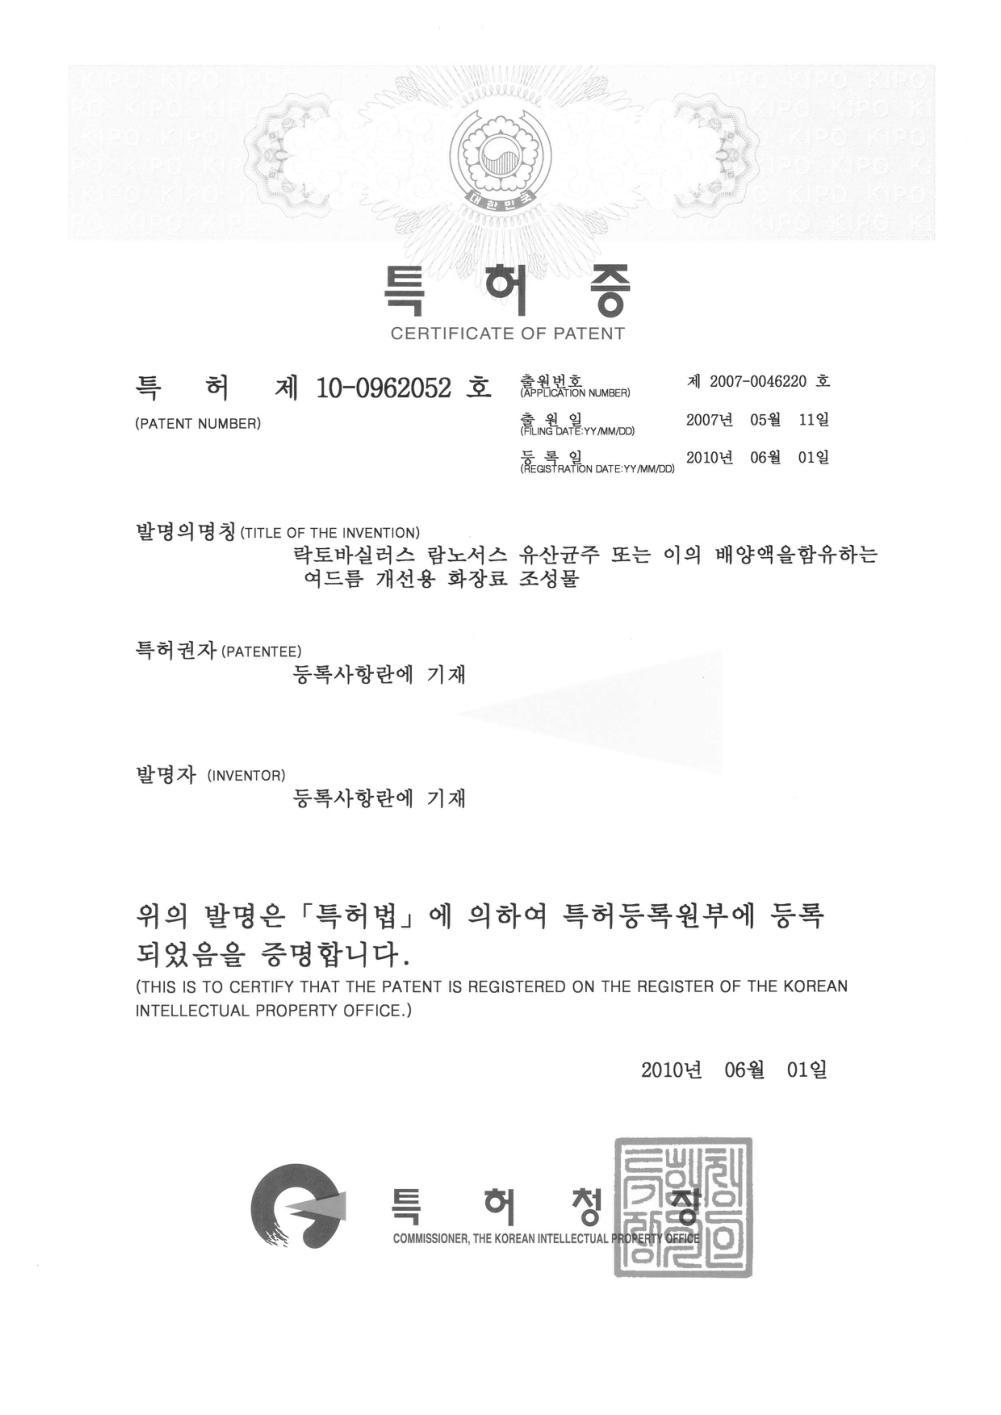 대한민국
특 허 증
CERTIFICATE OF PATENT
특 허 제 10-0962052 호
(PATENT NUMBER)
출원번호 제 2007-0046220 호
(APPLICATION NUMBER)
출 원 일 2007년 05월 11일
(FILING DATE:YY/MM/DD)
등 록 일 2010년 06월 01일
(REGISTRATION DATE:YY/MM/DD)
발명의명칭 (TITLE OF THE INVENTION)
락토바실러스 람노서스 유산균주 또는 이의 배양액을함유하는
여드름 개선용 화장료 조성물
특허권자 (PATENTEE)
등록사항란에 기재
발명자 (INVENTOR)
등록사항란에 기재
위의 발명은 「특허법」에 의하여 특허등록원부에 등록
되었음을 증명합니다.
(THIS IS TO CERTIFY THAT THE PATENT IS REGISTERED ON THE REGISTER OF THE KOREAN
INTELLECTUAL PROPERTY OFFICE.)
2010년 06월 01일
특 허 청 장
COMMISSIONER, THE KOREAN INTELLECTUAL PROPERTY OFFICE